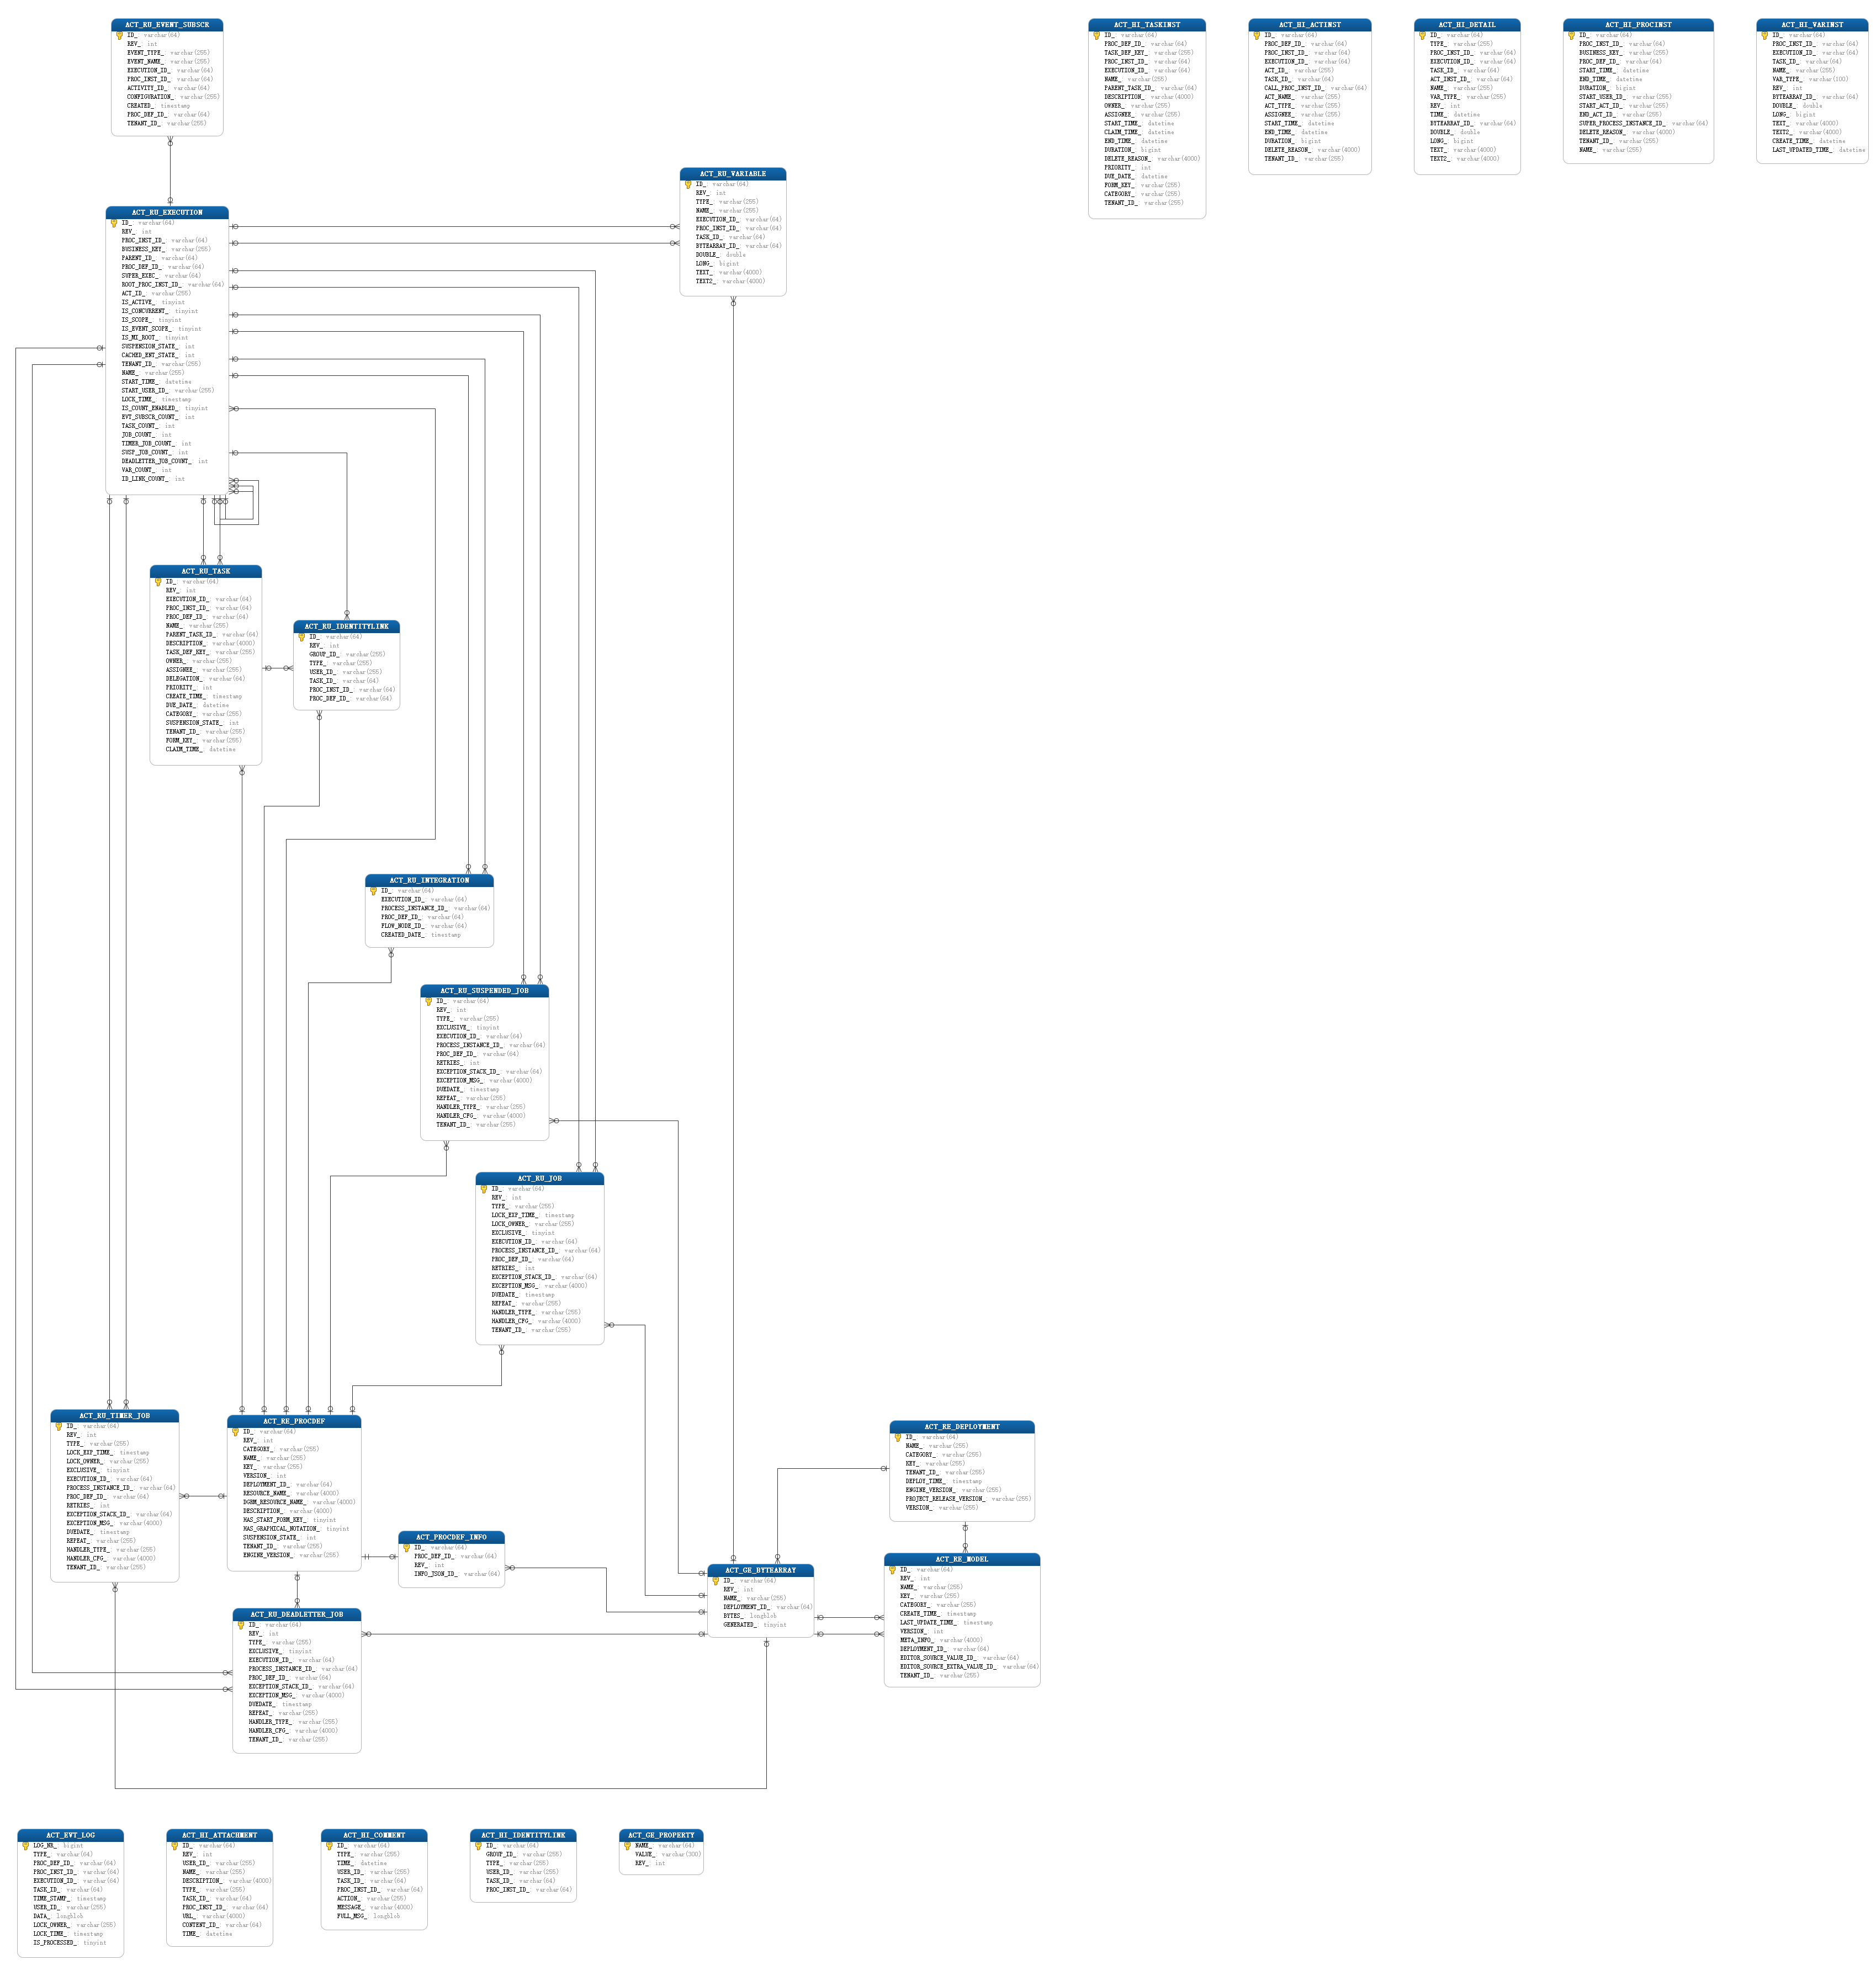 ACT_RU_EVENT_SUBSCR
ID_: varchar(64)
REV_: int
EVENT_TYPE_: varchar(255)
EVENT_NAME_: varchar(255)
EXECUTION_ID_: varchar(64)
PROC_INST_ID_: varchar(64)
ACTIVITY_ID_: varchar(64)
CONFIGURATION_: varchar(255)
CREATED_: timestamp
PROC_DEF_ID_: varchar(64)
TENANT_ID_: varchar(255)
ACT_HI_TASKINST
ID_: varchar(64)
PROC_DEF_ID_: varchar(64)
TASK_DEF_KEY_: varchar(255)
PROC_INST_ID_: varchar(64)
EXECUTION_ID_: varchar(64)
NAME_: varchar(255)
PARENT_TASK_ID_: varchar(64)
DESCRIPTION_: varchar(4000)
OWNER_: varchar(255)
ASSIGNEE_: varchar(255)
START_TIME_: datetime
CLAIM_TIME_: datetime
END_TIME_: datetime
DURATION_: bigint
DELETE_REASON_: varchar(4000)
PRIORITY_: int
DUE_DATE_: datetime
FORM_KEY_: varchar(255)
CATEGORY_: varchar(255)
TENANT_ID_: varchar(255)
ACT_HI_ACTINST
ID_: varchar(64)
PROC_DEF_ID_: varchar(64)
PROC_INST_ID_: varchar(64)
EXECUTION_ID_: varchar(64)
ACT_ID_: varchar(255)
TASK_ID_: varchar(64)
CALL_PROC_INST_ID_: varchar(64)
ACT_NAME_: varchar(255)
ACT_TYPE_: varchar(255)
ASSIGNEE_: varchar(255)
START_TIME_: datetime
END_TIME_: datetime
DURATION_: bigint
DELETE_REASON_: varchar(4000)
TENANT_ID_: varchar(255)
ACT_HI_DETAIL
ID_: varchar(64)
TYPE_: varchar(255)
PROC_INST_ID_: varchar(64)
EXECUTION_ID_: varchar(64)
TASK_ID_: varchar(64)
ACT_INST_ID_: varchar(64)
NAME_: varchar(255)
VAR_TYPE_: varchar(255)
REV_: int
TIME_: datetime
BYTEARRAY_ID_: varchar(64)
DOUBLE_: double
LONG_: bigint
TEXT_: varchar(4000)
TEXT2_: varchar(4000)
ACT_HI_PROCINST
ID_: varchar(64)
PROC_INST_ID_: varchar(64)
BUSINESS_KEY_: varchar(255)
PROC_DEF_ID_: varchar(64)
START_TIME_: datetime
END_TIME_: datetime
DURATION_: bigint
START_USER_ID_: varchar(255)
START_ACT_ID_: varchar(255)
END_ACT_ID_: varchar(255)
SUPER_PROCESS_INSTANCE_ID_: varchar(64)
DELETE_REASON_: varchar(4000)
TENANT_ID_: varchar(255)
NAME_: varchar(255)
ACT_HI_VARINST
ID_: varchar(64)
PROC_INST_ID_: varchar(64)
EXECUTION_ID_: varchar(64)
TASK_ID_: varchar(64)
NAME_: varchar(255)
VAR_TYPE_: varchar(100)
REV_: int
BYTEARRAY_ID_: varchar(64)
DOUBLE_: double
LONG_: bigint
TEXT_: varchar(4000)
TEXT2_: varchar(4000)
CREATE_TIME_: datetime
LAST_UPDATED_TIME_: datetime
ACT_RU_VARIABLE
ID_: varchar(64)
REV_: int
TYPE_: varchar(255)
NAME_: varchar(255)
EXECUTION_ID_: varchar(64)
PROC_INST_ID_: varchar(64)
TASK_ID_: varchar(64)
BYTEARRAY_ID_: varchar(64)
DOUBLE_: double
LONG_: bigint
TEXT_: varchar(4000)
TEXT2_: varchar(4000)
ACT_RU_EXECUTION
ID_: varchar(64)
REV_: int
PROC_INST_ID_: varchar(64)
BUSINESS_KEY_: varchar(255)
PARENT_ID_: varchar(64)
PROC_DEF_ID_: varchar(64)
SUPER_EXEC_: varchar(64)
ROOT_PROC_INST_ID_: varchar(64)
ACT_ID_: varchar(255)
IS_ACTIVE_: tinyint
IS_CONCURRENT_: tinyint
IS_SCOPE_: tinyint
IS_EVENT_SCOPE_: tinyint
IS_MI_ROOT_: tinyint
SUSPENSION_STATE_: int
CACHED_ENT_STATE_: int
TENANT_ID_: varchar(255)
NAME_: varchar(255)
START_TIME_: datetime
START_USER_ID_: varchar(255)
LOCK_TIME_: timestamp
IS_COUNT_ENABLED_: tinyint
EVT_SUBSCR_COUNT_: int
TASK_COUNT_: int
JOB_COUNT_: int
TIMER_JOB_COUNT_: int
SUSP_JOB_COUNT_: int
DEADLETTER_JOB_COUNT_: int
VAR_COUNT_: int
ID_LINK_COUNT_: int
ACT_RU_TASK
ID_: varchar(64)
REV_: int
EXECUTION_ID_: varchar(64)
PROC_INST_ID_: varchar(64)
PROC_DEF_ID_: varchar(64)
NAME_: varchar(255)
PARENT_TASK_ID_: varchar(64)
DESCRIPTION_: varchar(4000)
TASK_DEF_KEY_: varchar(255)
OWNER_: varchar(255)
ASSIGNEE_: varchar(255)
DELEGATION_: varchar(64)
PRIORITY_: int
CREATE_TIME_: timestamp
DUE_DATE_: datetime
CATEGORY_: varchar(255)
SUSPENSION_STATE_: int
TENANT_ID_: varchar(255)
FORM_KEY_: varchar(255)
CLAIM_TIME_: datetime
ACT_RU_IDENTITYLINK
ID_: varchar(64)
REV_: int
GROUP_ID_: varchar(255)
TYPE_: varchar(255)
USER_ID_: varchar(255)
TASK_ID_: varchar(64)
PROC_INST_ID_: varchar(64)
PROC_DEF_ID_: varchar(64)
ACT_RU_INTEGRATION
ID_: varchar(64)
EXECUTION_ID_: varchar(64)
PROCESS_INSTANCE_ID_: varchar(64)
PROC_DEF_ID_: varchar(64)
FLOW_NODE_ID_: varchar(64)
CREATED_DATE_: timestamp
ACT_RU_SUSPENDED_JOB
ID_: varchar(64)
REV_: int
TYPE_: varchar(255)
EXCLUSIVE_: tinyint
EXECUTION_ID_: varchar(64)
PROCESS_INSTANCE_ID_: varchar(64)
PROC_DEF_ID_: varchar(64)
RETRIES_: int
EXCEPTION_STACK_ID_: varchar(64)
EXCEPTION_MSG_: varchar(4000)
DUEDATE_: timestamp
REPEAT_: varchar(255)
HANDLER_TYPE_: varchar(255)
HANDLER_CFG_: varchar(4000)
TENANT_ID_: varchar(255)
ACT_RU_JOB
ID_: varchar(64)
REV_: int
TYPE_: varchar(255)
LOCK_EXP_TIME_: timestamp
LOCK_OWNER_: varchar(255)
EXCLUSIVE_: tinyint
EXECUTION_ID_: varchar(64)
PROCESS_INSTANCE_ID_: varchar(64)
PROC_DEF_ID_: varchar(64)
RETRIES_: int
EXCEPTION_STACK_ID_: varchar(64)
EXCEPTION_MSG_: varchar(4000)
DUEDATE_: timestamp
REPEAT_: varchar(255)
HANDLER_TYPE_: varchar(255)
HANDLER_CFG_: varchar(4000)
TENANT_ID_: varchar(255)
ACT_RU_TIMER_JOB
ID_: varchar(64)
REV_: int
TYPE_: varchar(255)
LOCK_EXP_TIME_: timestamp
LOCK_OWNER_: varchar(255)
EXCLUSIVE_: tinyint
EXECUTION_ID_: varchar(64)
PROCESS_INSTANCE_ID_: varchar(64)
PROC_DEF_ID_: varchar(64)
RETRIES_: int
EXCEPTION_STACK_ID_: varchar(64)
EXCEPTION_MSG_: varchar(4000)
DUEDATE_: timestamp
REPEAT_: varchar(255)
HANDLER_TYPE_: varchar(255)
HANDLER_CFG_: varchar(4000)
TENANT_ID_: varchar(255)
ACT_RE_PROCDEF
ID_: varchar(64)
REV_: int
CATEGORY_: varchar(255)
NAME_: varchar(255)
KEY_: varchar(255)
VERSION_: int
DEPLOYMENT_ID_: varchar(64)
RESOURCE_NAME_: varchar(4000)
DGRM_RESOURCE_NAME_: varchar(4000)
DESCRIPTION_: varchar(4000)
HAS_START_FORM_KEY_: tinyint
HAS_GRAPHICAL_NOTATION_: tinyint
SUSPENSION_STATE_: int
TENANT_ID_: varchar(255)
ENGINE_VERSION_: varchar(255)
ACT_PROCDEF_INFO
ID_: varchar(64)
PROC_DEF_ID_: varchar(64)
REV_: int
INFO_JSON_ID_: varchar(64)
ACT_RE_DEPLOYMENT
ID_: varchar(64)
NAME_: varchar(255)
CATEGORY_: varchar(255)
KEY_: varchar(255)
TENANT_ID_: varchar(255)
DEPLOY_TIME_: timestamp
ENGINE_VERSION_: varchar(255)
PROJECT_RELEASE_VERSION_: varchar(255)
VERSION_: varchar(255)
ACT_GE_BYTEARRAY
ID_: varchar(64)
REV_: int
NAME_: varchar(255)
DEPLOYMENT_ID_: varchar(64)
BYTES_: longblob
GENERATED_: tinyint
ACT_RE_MODEL
ID_: varchar(64)
REV_: int
NAME_: varchar(255)
KEY_: varchar(255)
CATEGORY_: varchar(255)
CREATE_TIME_: timestamp
LAST_UPDATE_TIME_: timestamp
VERSION_: int
META_INFO_: varchar(4000)
DEPLOYMENT_ID_: varchar(64)
EDITOR_SOURCE_VALUE_ID_: varchar(64)
EDITOR_SOURCE_EXTRA_VALUE_ID_: varchar(64)
TENANT_ID_: varchar(255)
ACT_RU_DEADLETTER_JOB
ID_: varchar(64)
REV_: int
TYPE_: varchar(255)
EXCLUSIVE_: tinyint
EXECUTION_ID_: varchar(64)
PROCESS_INSTANCE_ID_: varchar(64)
PROC_DEF_ID_: varchar(64)
EXCEPTION_STACK_ID_: varchar(64)
EXCEPTION_MSG_: varchar(4000)
DUEDATE_: timestamp
REPEAT_: varchar(255)
HANDLER_TYPE_: varchar(255)
HANDLER_CFG_: varchar(4000)
TENANT_ID_: varchar(255)
ACT_EVT_LOG
LOG_NR_: bigint
TYPE_: varchar(64)
PROC_DEF_ID_: varchar(64)
PROC_INST_ID_: varchar(64)
EXECUTION_ID_: varchar(64)
TASK_ID_: varchar(64)
TIME_STAMP_: timestamp
USER_ID_: varchar(255)
DATA_: longblob
LOCK_OWNER_: varchar(255)
LOCK_TIME_: timestamp
IS_PROCESSED_: tinyint
ACT_HI_ATTACHMENT
ID_: varchar(64)
REV_: int
USER_ID_: varchar(255)
NAME_: varchar(255)
DESCRIPTION_: varchar(4000)
TYPE_: varchar(255)
TASK_ID_: varchar(64)
PROC_INST_ID_: varchar(64)
URL_: varchar(4000)
CONTENT_ID_: varchar(64)
TIME_: datetime
ACT_HI_COMMENT
ID_: varchar(64)
TYPE_: varchar(255)
TIME_: datetime
USER_ID_: varchar(255)
TASK_ID_: varchar(64)
PROC_INST_ID_: varchar(64)
ACTION_: varchar(255)
MESSAGE_: varchar(4000)
FULL_MSG_: longblob
ACT_HI_IDENTITYLINK
ID_: varchar(64)
GROUP_ID_: varchar(255)
TYPE_: varchar(255)
USER_ID_: varchar(255)
TASK_ID_: varchar(64)
PROC_INST_ID_: varchar(64)
ACT_GE_PROPERTY
NAME_: varchar(64)
VALUE_: varchar(300)
REV_: int